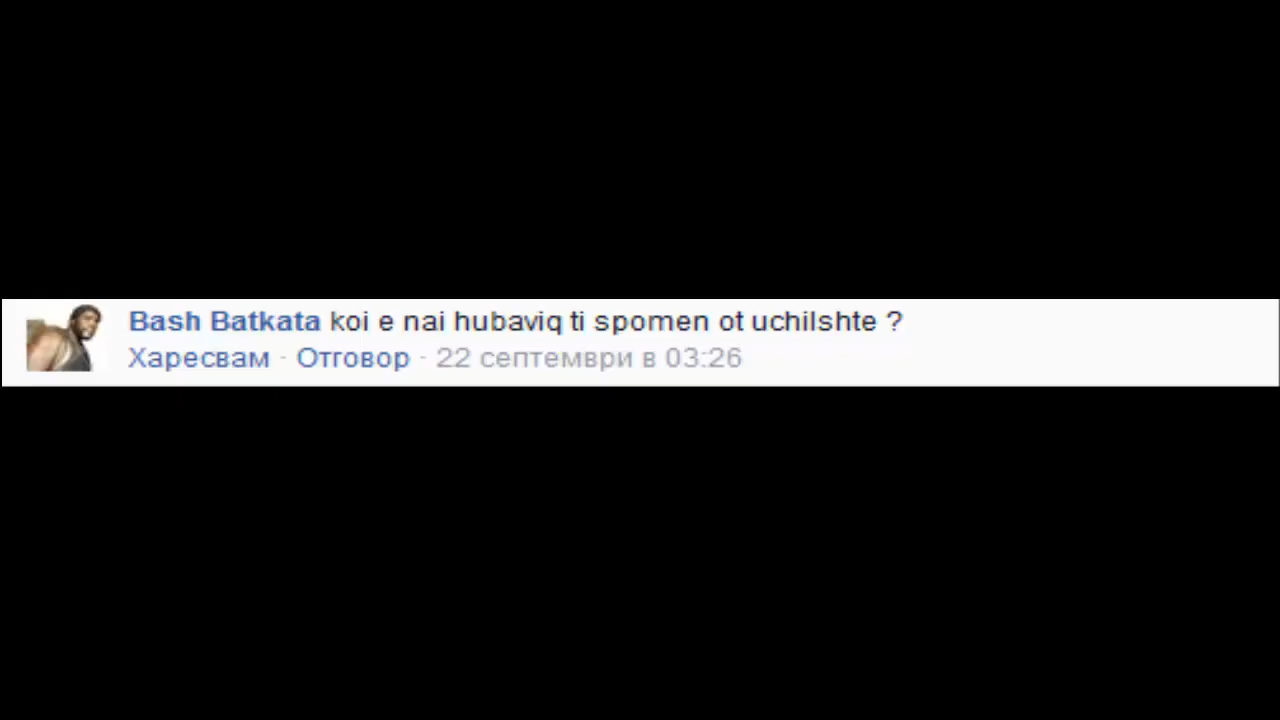 Bash Batkata koi e nai hubaviq ti spomen ot uchilshte ?
Харесвам · Отговор · 22 септември в 03:26